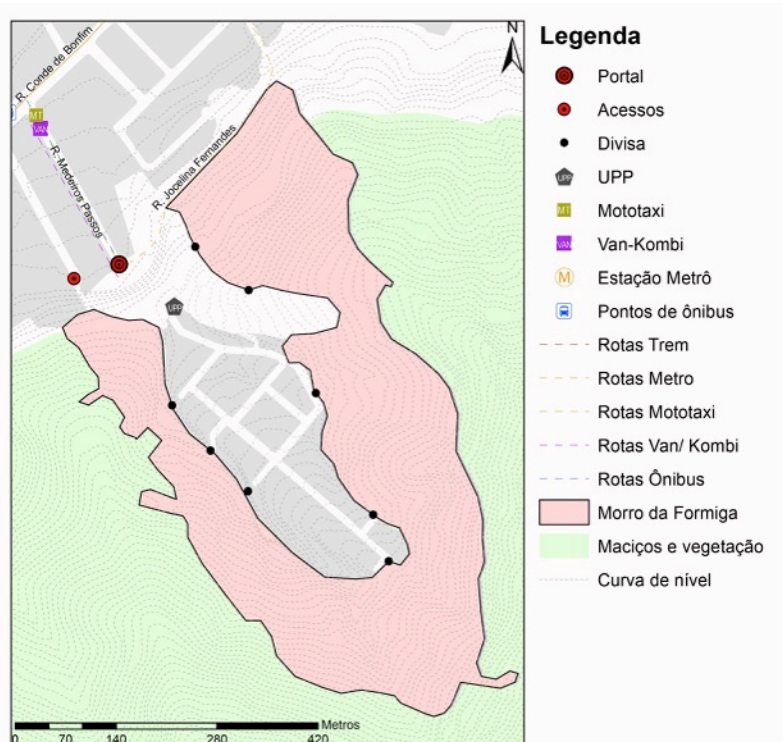 R. Conde de Bonfim
MT
VAN
R. Medeiros Passos
R. Jocelina Fernandes
UPP
N
0 70 140 280 420 Metros
Legenda
Portal
Acessos
Divisa
UPP UPP
MT Mototaxi
VAN Van-Kombi
M Estação Metrô
Pontos de ônibus
Rotas Trem
Rotas Metro
Rotas Mototaxi
Rotas Van/ Kombi
Rotas Ônibus
Morro da Formiga
Maciços e vegetação
Curva de nível